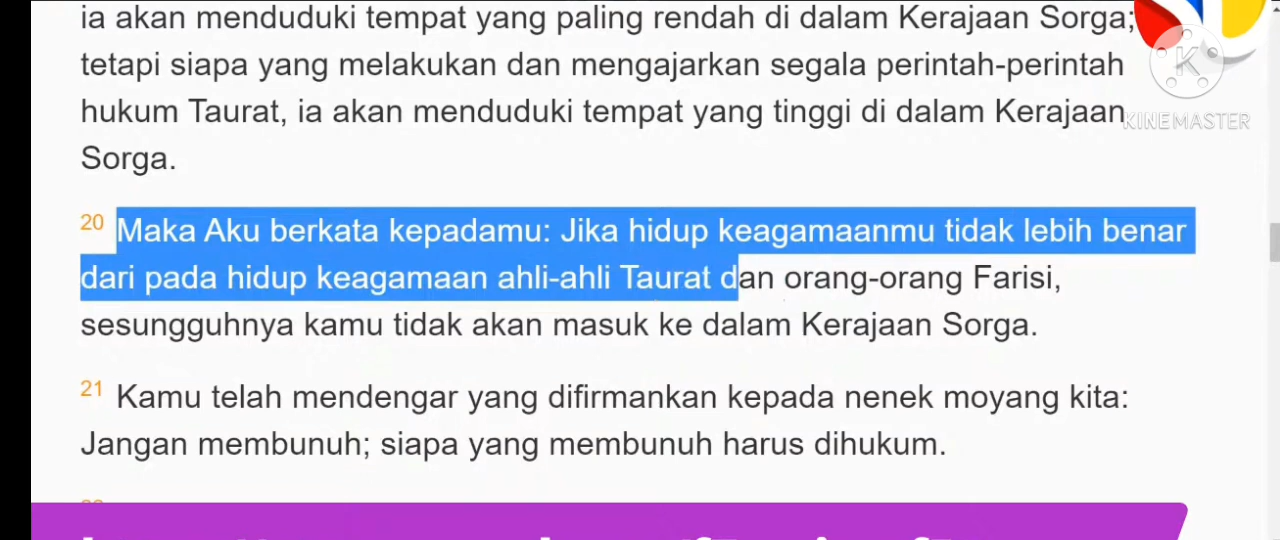 ia akan menduduki tempat yang paling rendah di dalam Kerajaan Sorga;
tetapi siapa yang melakukan dan mengajarkan segala perintah-perintah
hukum Taurat, ia akan menduduki tempat yang tinggi di dalam Kerajaan
Sorga.
K
KINEMASTER
20 Maka Aku berkata kepadamu: Jika hidup keagamaanmu tidak lebih benar
dari pada hidup keagamaan ahli-ahli Taurat dan orang-orang Farisi,
sesungguhnya kamu tidak akan masuk ke dalam Kerajaan Sorga.
21 Kamu telah mendengar yang difirmankan kepada nenek moyang kita:
Jangan membunuh; siapa yang membunuh harus dihukum.